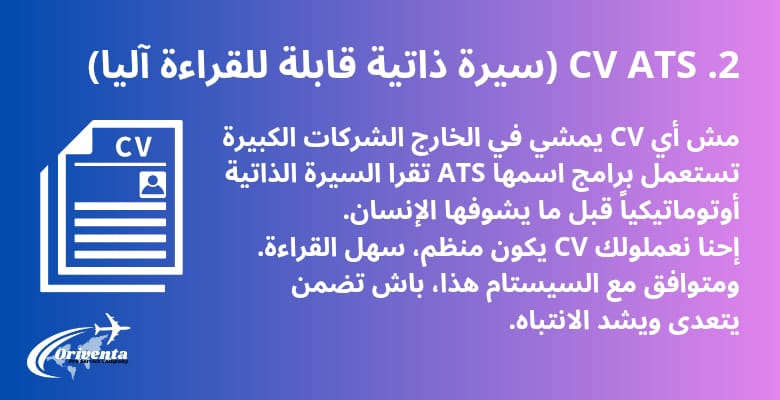 2. CV ATS (سيرة ذاتية قابلة للقراءة آليا)
CV
مش أي CV يمشي في الخارج الشركات الكبيرة
تستعمل برامج اسمها ATS تقرا السيرة الذاتية
أوتوماتيكياً قبل ما يشوفها الإنسان.
إحنا نعملولك CV يكون منظم، سهل القراءة.
ومتوافق مع السيستام هذا، باش تضمن
يتعدى ويشد الانتباه.
Oriventa